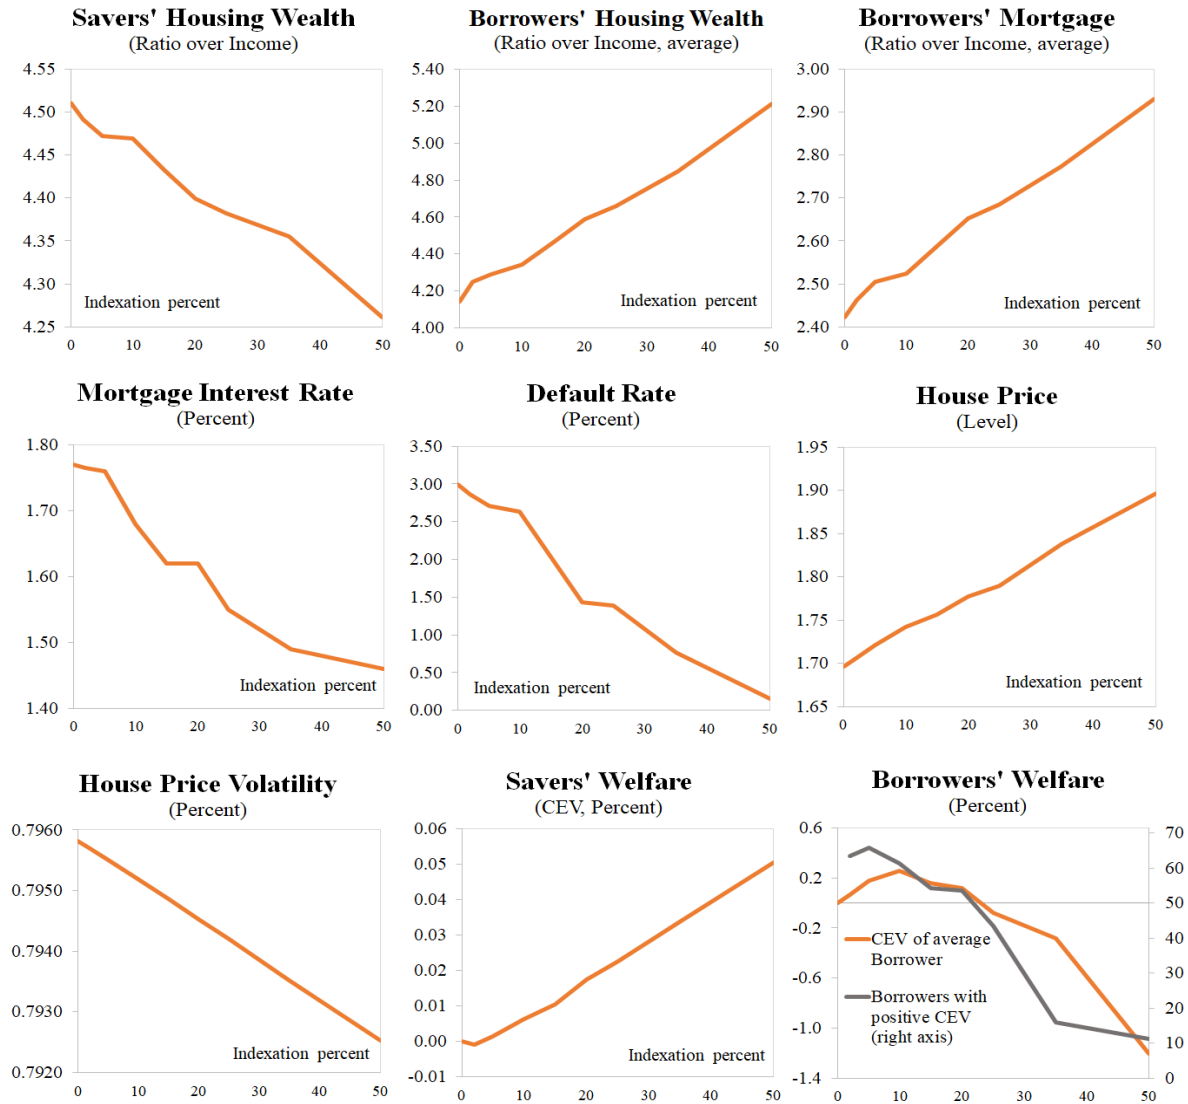 Savers' Housing Wealth
(Ratio over Income)
4.55
4.50
4.45
4.40
4.35
4.30
4.25
Indexation percent
0 10 20 30 40 50
Borrowers' Housing Wealth
(Ratio over Income, average)
5.40
5.20
5.00
4.80
4.60
4.40
4.20
4.00
Indexation percent
0 10 20 30 40 50
Borrowers' Mortgage
(Ratio over Income, average)
3.00
2.90
2.80
2.70
2.60
2.50
2.40
Indexation percent
0 10 20 30 40 50
Mortgage Interest Rate
(Percent)
1.80
1.70
1.60
1.50
1.40
Indexation percent
0 10 20 30 40 50
Default Rate
(Percent)
3.50
3.00
2.50
2.00
1.50
1.00
0.50
0.00
Indexation percent
0 10 20 30 40 50
House Price
(Level)
1.95
1.90
1.85
1.80
1.75
1.70
1.65
Indexation percent
0 10 20 30 40 50
House Price Volatility
(Percent)
0.7960
0.7950
0.7940
0.7930
0.7920
Indexation percent
0 10 20 30 40 50
Savers' Welfare
(CEV, Percent)
0.06
0.05
0.04
0.03
0.02
0.01
0.00
-0.01
Indexation percent
0 10 20 30 40 50
Borrowers' Welfare
(Percent)
0.6
0.2
-0.2
-0.6
-1.0
-1.4
CEV of average
Borrower
Borrowers with
positive CEV
(right axis)
70
60
50
40
30
20
10
0
0 10 20 30 40 50